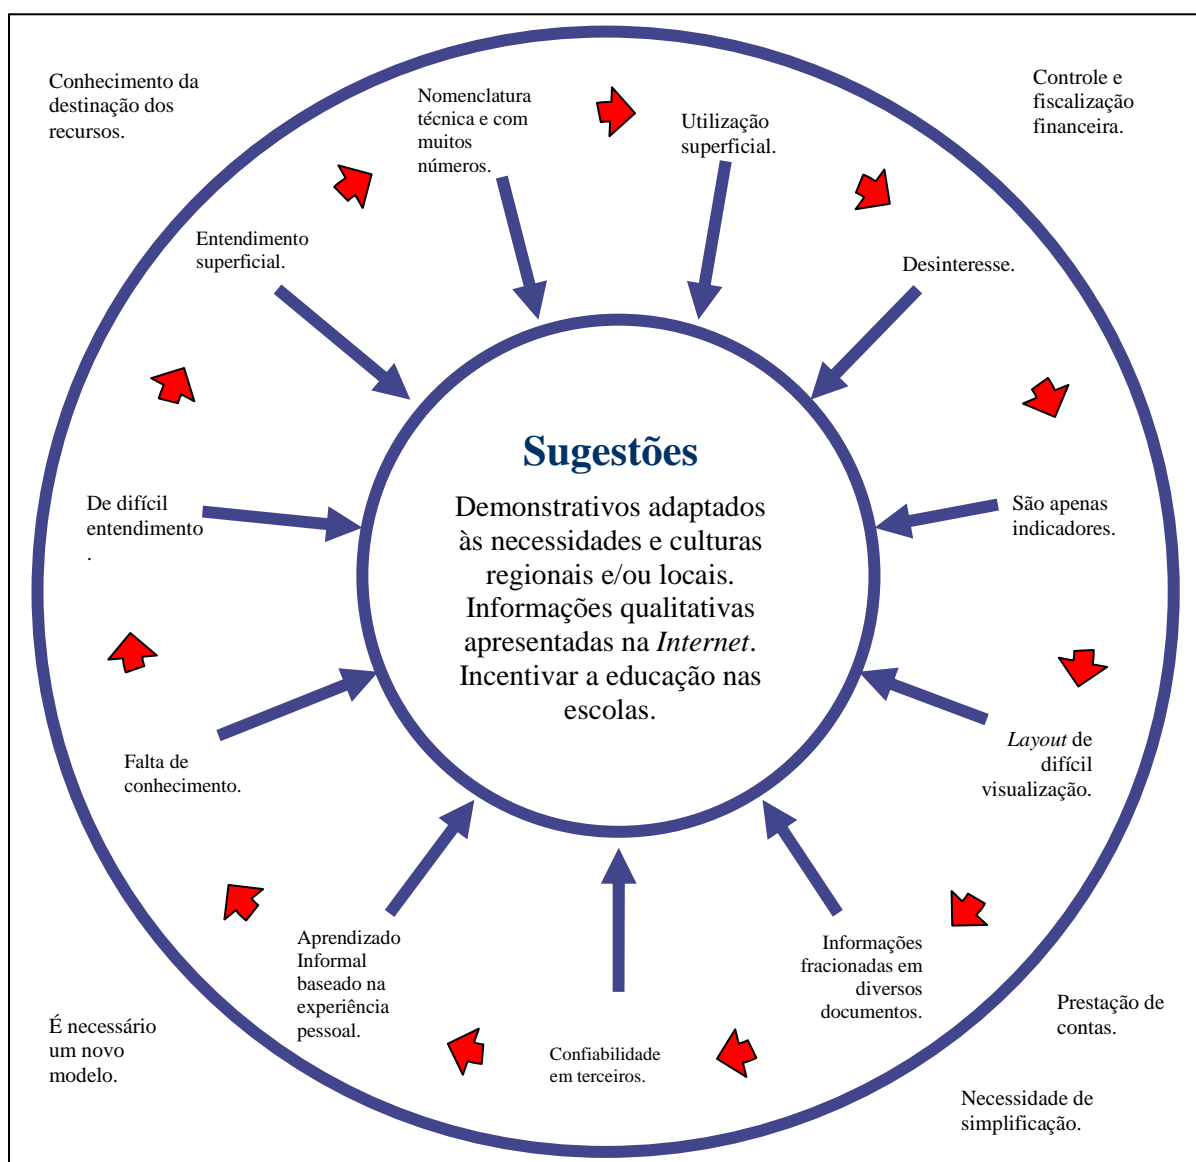 Conhecimento da
destinação dos
recursos.
Controle e
fiscalização
financeira.
Nomenclatura
técnica e com
muitos
números.
Utilização
superficial.
Entendimento
superficial.
Desinteresse.
De difícil
entendimento
.
São apenas
indicadores.
Sugestões
Demonstrativos adaptados
às necessidades e culturas
regionais e/ou locais.
Informações qualitativas
apresentadas na Internet.
Incentivar a educação nas
escolas.
Falta de
conhecimento.
Layout de
difícil
visualização.
Aprendizado
Informal
baseado na
experiência
pessoal.
Confiabilidade
em terceiros.
Informações
fracionadas em
diversos
documentos.
É necessário
um novo
modelo.
Prestação de
contas.
Necessidade de
simplificação.